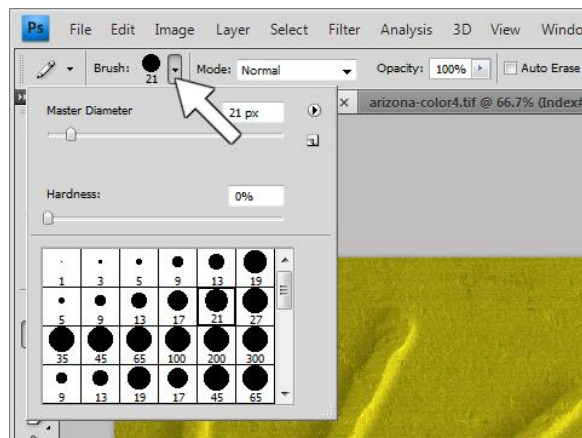 Ps File Edit Image Layer Select Filter Analysis 3D View Windo
Brush: 21 Mode: Normal Opacity: 100% Auto Erase
Master Diameter 21 px × arizona-color4.tif @ 66.7% (Index#
Hardness: 0%
1 3 5 9 13 19
5 9 13 17 21 27
35 45 65 100 200 300
9 13 19 17 45 65